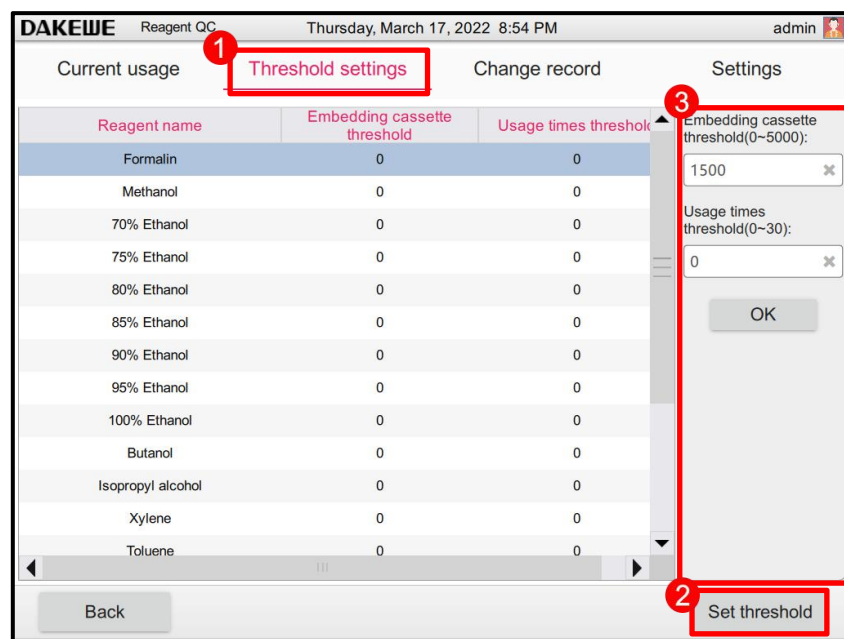 DAKEWE Reagent QC Thursday, March 17, 2022 8:54 PM admin
1
Current usage Threshold settings Change record Settings
3
Reagent name Embedding cassette threshold Usage times threshold
Formalin 0 0
Methanol 0 0
70% Ethanol 0 0
75% Ethanol 0 0
80% Ethanol 0 0
85% Ethanol 0 0
90% Ethanol 0 0
95% Ethanol 0 0
100% Ethanol 0 0
Butanol 0 0
Isopropyl alcohol 0 0
Xylene 0 0
Toluene 0 0
Embedding cassette
threshold(0~5000):
1500
Usage times
threshold(0~30):
0
OK
2
Back Set threshold